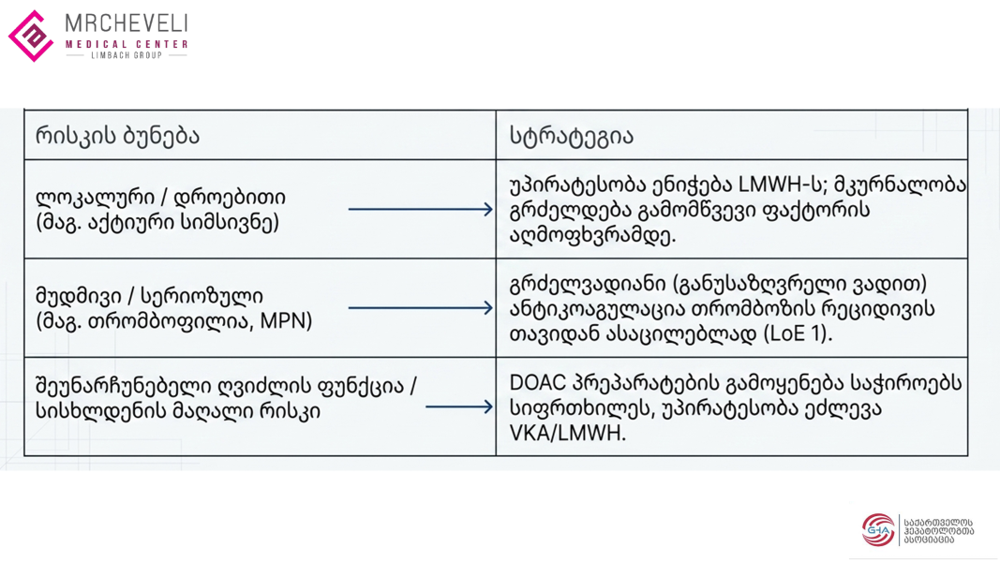 MRCHEVELI
MEDICAL CENTER
LIMBACH GROUP
რისკის ბუნება
სტრატეგია
ლოკალური / დროებითი
(მაგ. აქტიური სიმსივნე)
უპირატესობა ენიჭება LMWH-ს; მკურნალობა
გრძელდება გამომწვევი ფაქტორის
აღმოფხვრამდე.
მუდმივი / სერიოზული
(მაგ. თრომბოფილია, MPN)
გრძელვადიანი (განუსაზღვრელი ვადით)
ანტიკოაგულაცია თრომბოზის რეციდივის
თავიდან ასაცილებლად (LoE 1).
შეუნარჩუნებელი ღვიძლის ფუნქცია /
სისხლდენის მაღალი რისკი
DOAC პრეპარატების გამოყენება საჭიროებს
სიფრთხილეს, უპირატესობა ეძლევა
VKA/LMWH.
GHA
საქართველოს
ჰეპატოლოგთა
ასოციაცია